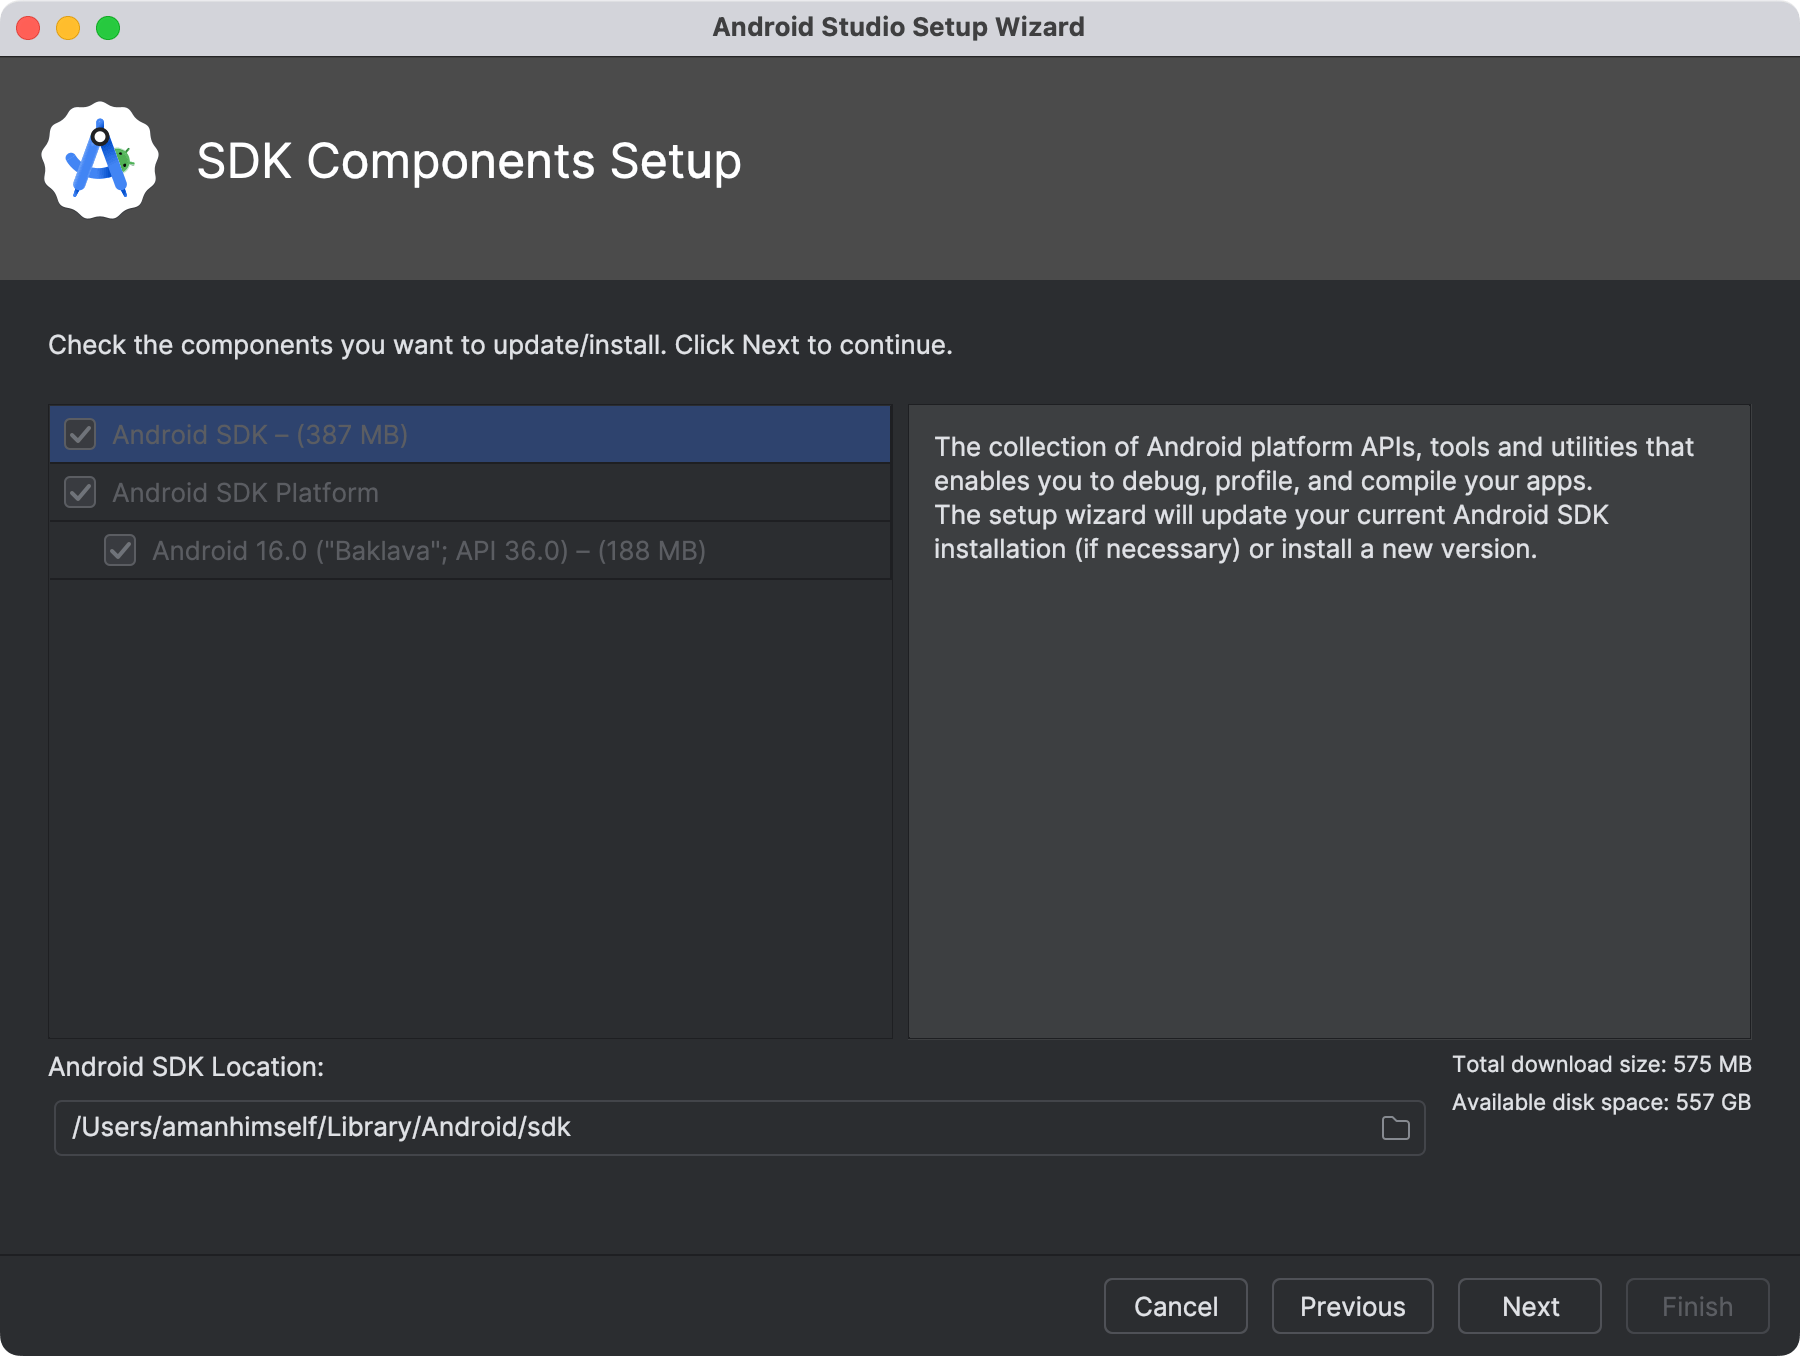 Android Studio Setup Wizard
SDK Components Setup
Check the components you want to update/install. Click Next to continue.
Android SDK – (387 MB)
Android SDK Platform
Android 16.0 ("Baklava"; API 36.0) – (188 MB)
The collection of Android platform APIs, tools and utilities that
enables you to debug, profile, and compile your apps.
The setup wizard will update your current Android SDK
installation (if necessary) or install a new version.
Android SDK Location:
/Users/amanhimself/Library/Android/sdk
Total download size: 575 MB
Available disk space: 557 GB
Cancel
Previous
Next
Finish